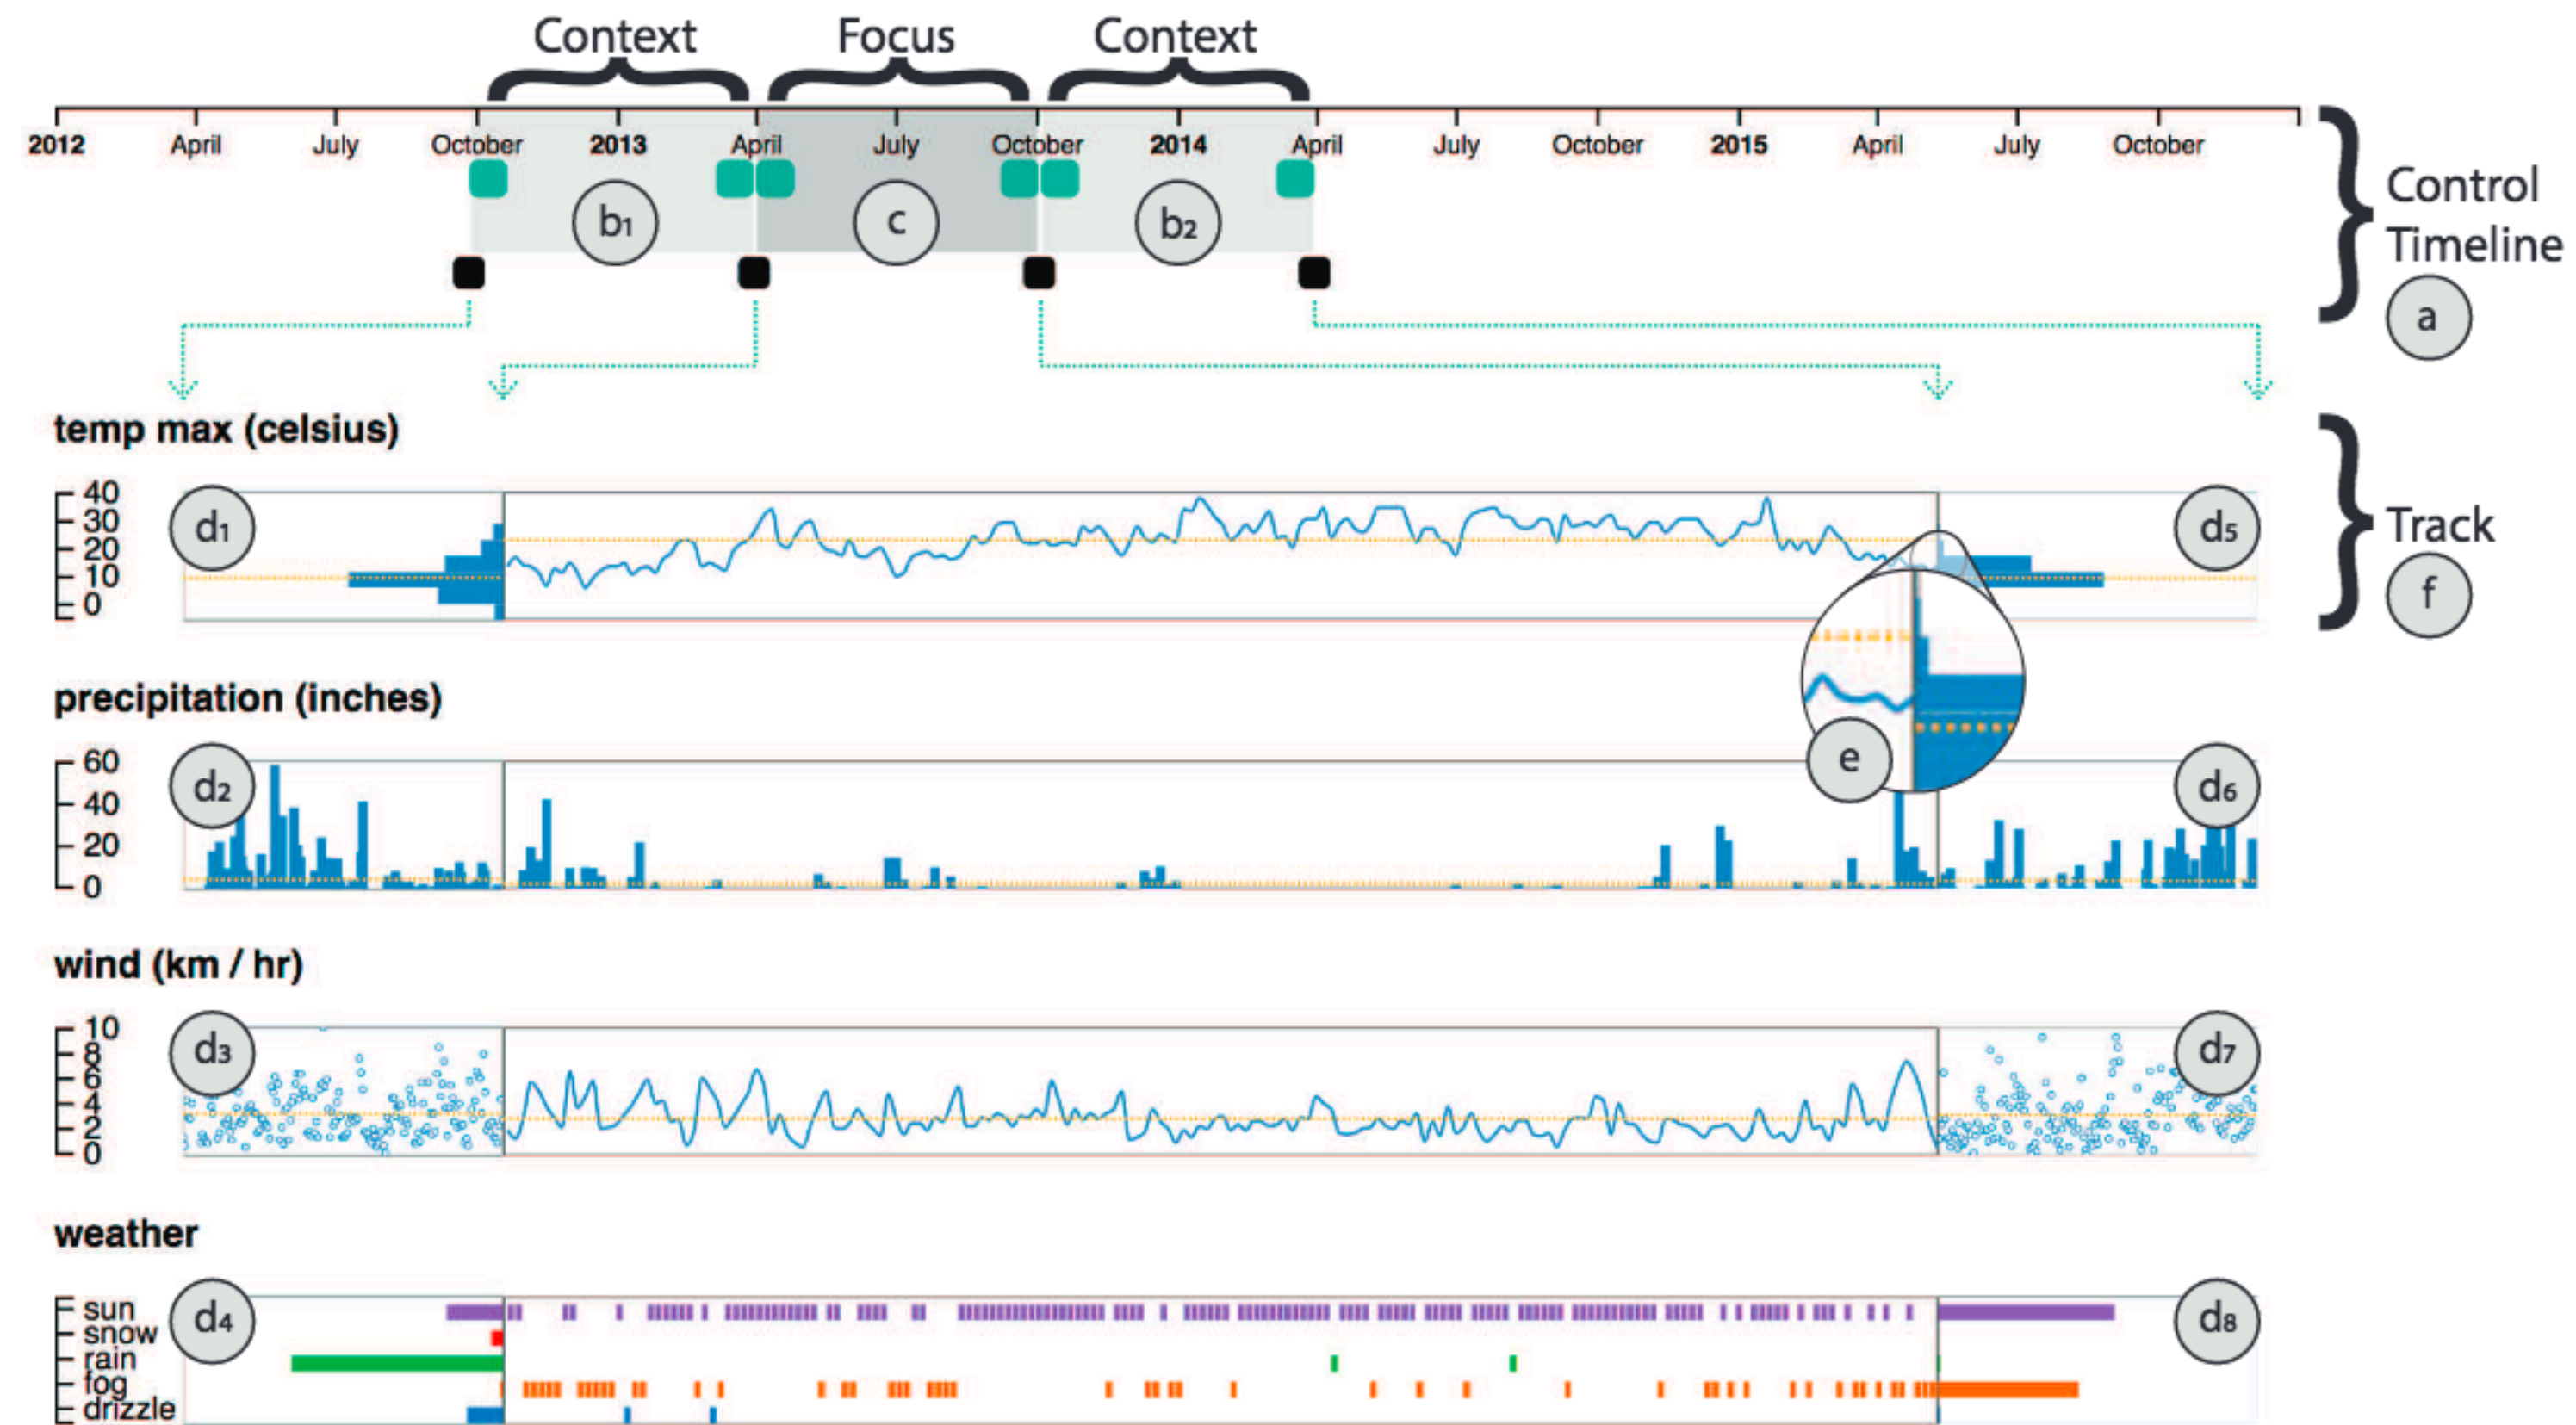 Context Focus Context
2012 April July October 2013 April July October 2014 April July October 2015 April July October
b1 c b2
Control
Timeline
a
temp max (celsius)
40
30
20
10
0
d1 d5
Track
f
precipitation (inches)
60
40
20
0
d2 e d6
wind (km / hr)
10
8
6
4
2
0
d3 d7
weather
sun
snow
rain
fog
drizzle
d4 d8